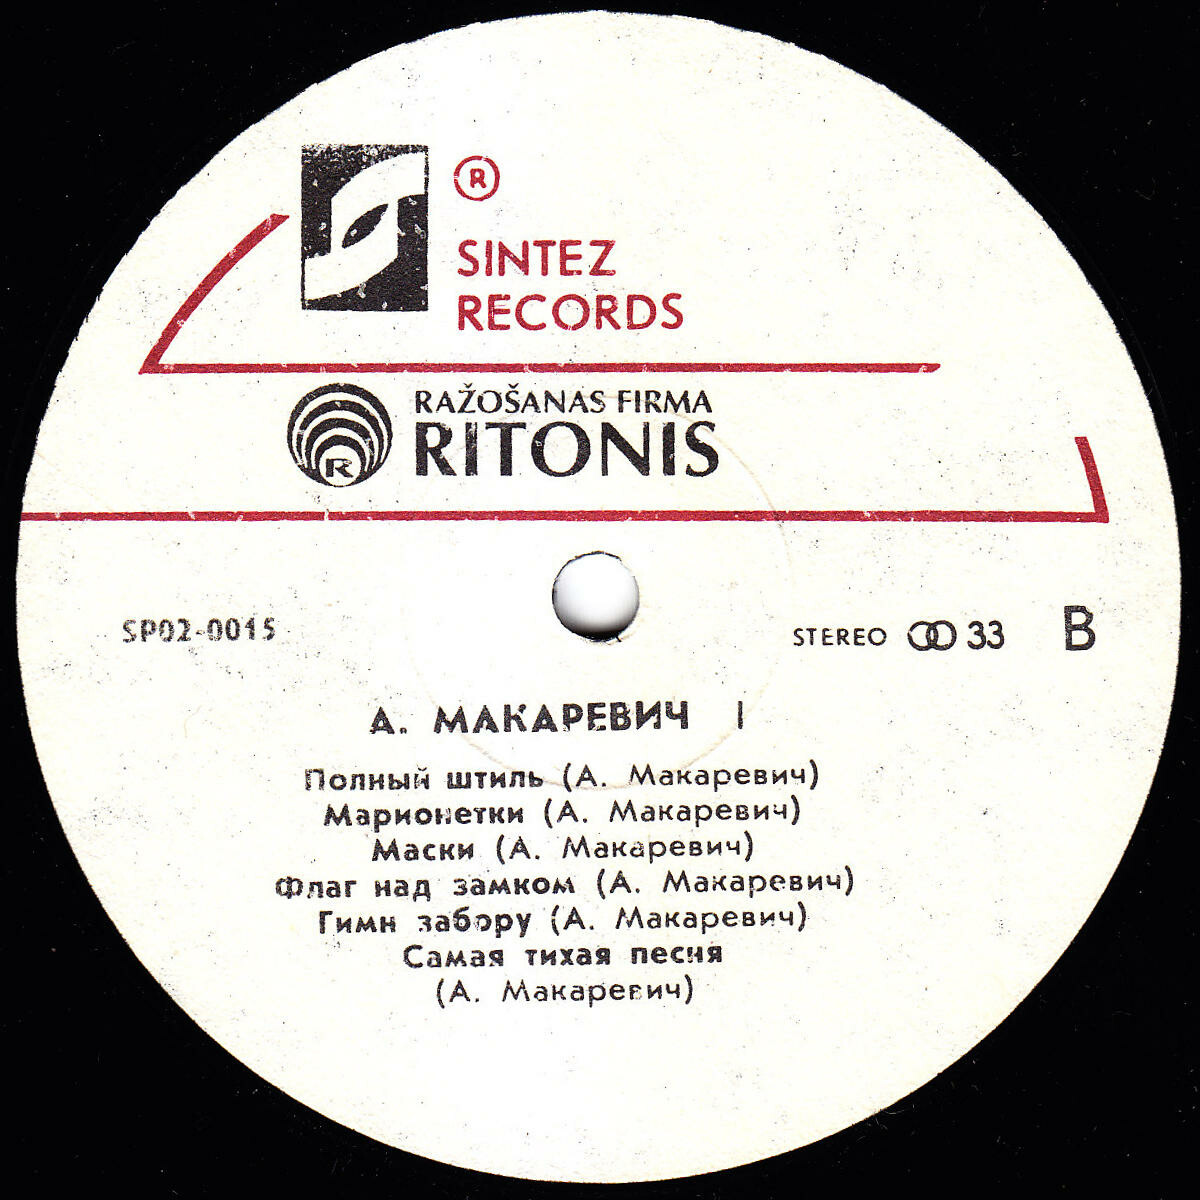 ®
SINTEZ
RECORDS
RAŽOŠANAS FIRMA
RITONIS
R
SP02-0015
STEREO 33 B
А. МАКАРЕВИЧ I
Полный штиль (А. Макаревич)
Марионетки (А. Макаревич)
Маски (А. Макаревич)
Флаг над замком (А. Макаревич)
Гимн забору (А. Макаревич)
Самая тихая песня
(А. Макаревич)